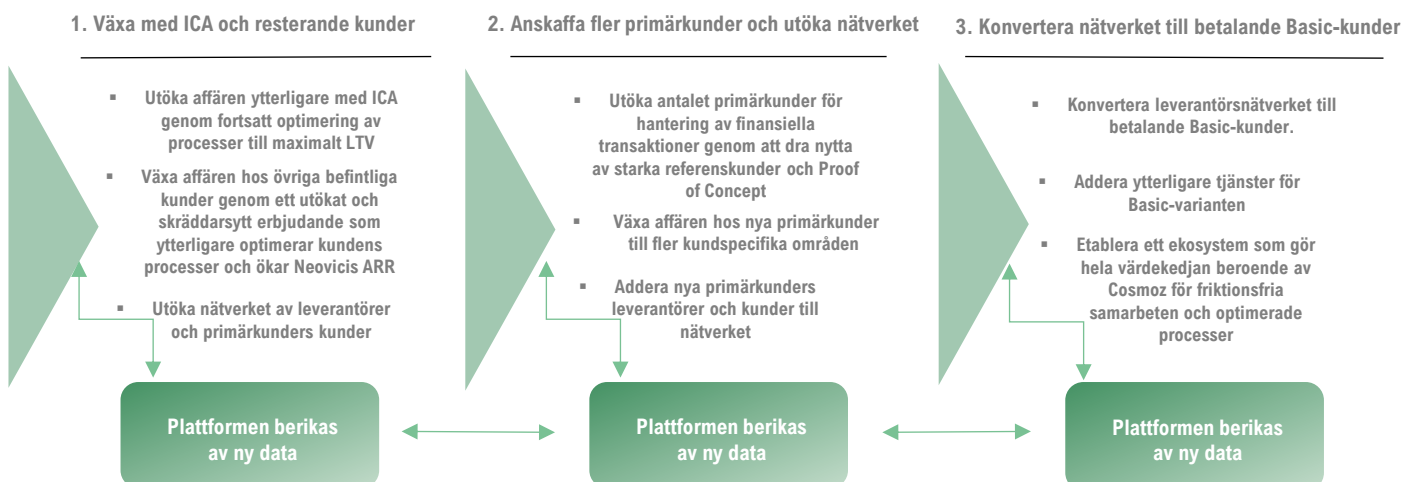 1. Växa med ICA och resterande kunder
▪ Utöka affären ytterligare med ICA
genom fortsatt optimering av
processer till maximalt LTV
▪ Växa affären hos övriga befintliga
kunder genom ett utökat och
skräddarsytt erbjudande som
ytterligare optimerar kundens
processer och ökar Neovicis ARR
▪ Utöka nätverket av leverantörer
och primärkunders kunder
Plattformen berikas
av ny data
2. Anskaffa fler primärkunder och utöka nätverket
▪ Utöka antalet primärkunder för
hantering av finansiella
transaktioner genom att dra nytta
av starka referenskunder och Proof
of Concept
▪ Växa affären hos nya primärkunder
till fler kundspecifika områden
▪ Addera nya primärkunders
leverantörer och kunder till
nätverket
Plattformen berikas
av ny data
3. Konvertera nätverket till betalande Basic-kunder
▪ Konvertera leverantörsnätverket till
betalande Basic-kunder.
▪ Addera ytterligare tjänster för
Basic-varianten
▪ Etablera ett ekosystem som gör
hela värdekedjan beroende av
Cosmoz för friktionsfria
samarbeten och optimerade
processer
Plattformen berikas
av ny data